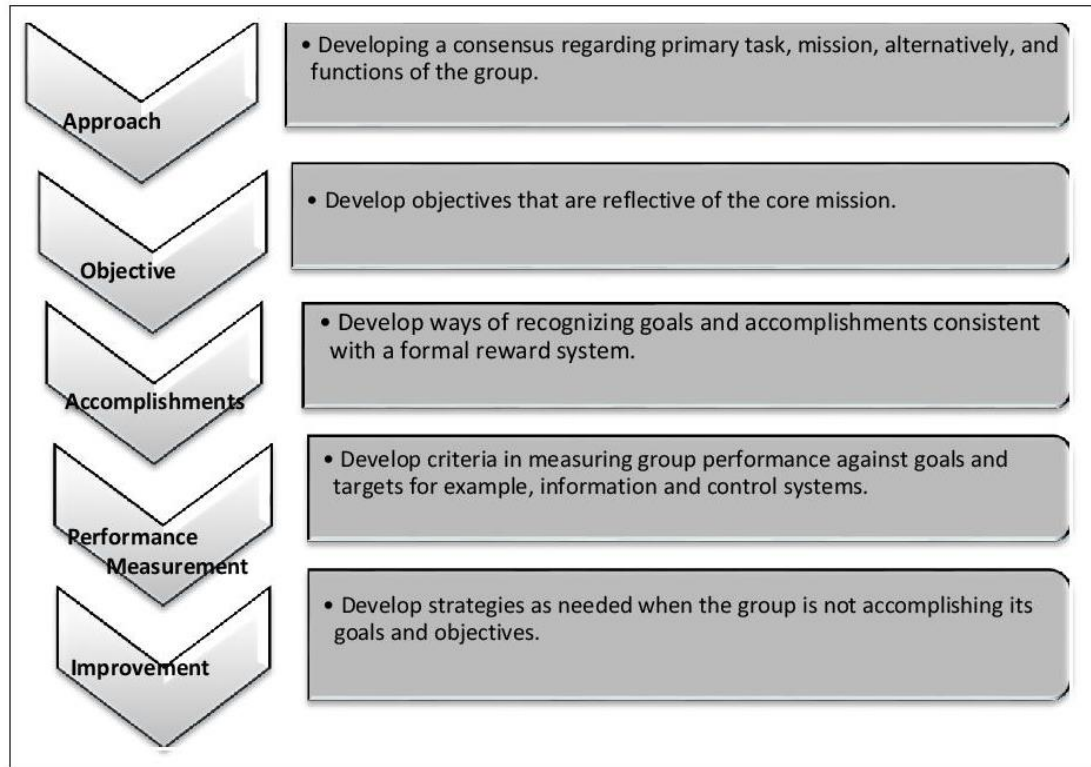 Approach
• Developing a consensus regarding primary task, mission, alternatively, and
functions of the group.
Objective
• Develop objectives that are reflective of the core mission.
Accomplishments
• Develop ways of recognizing goals and accomplishments consistent
with a formal reward system.
Performance
Measurement
• Develop criteria in measuring group performance against goals and
targets for example, information and control systems.
Improvement
• Develop strategies as needed when the group is not accomplishing its
goals and objectives.